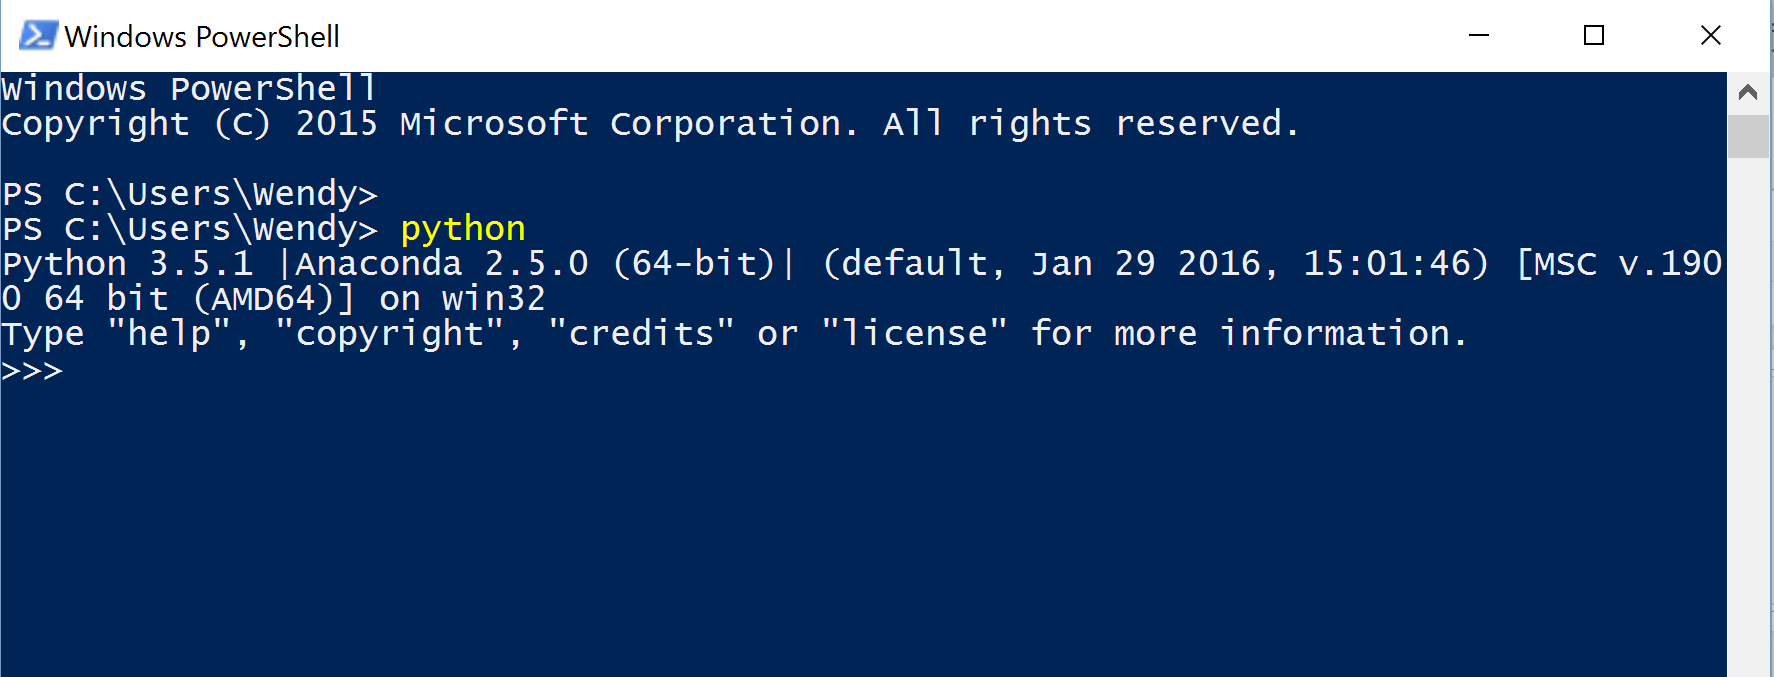 Windows PowerShell
Windows PowerShell
Copyright (C) 2015 Microsoft Corporation. All rights reserved.
PS C:\Users\Wendy>
PS C:\Users\Wendy> python
Python 3.5.1 |Anaconda 2.5.0 (64-bit)| (default, Jan 29 2016, 15:01:46) [MSC v.190
0 64 bit (AMD64)] on win32
Type "help", "copyright", "credits" or "license" for more information.
>>>